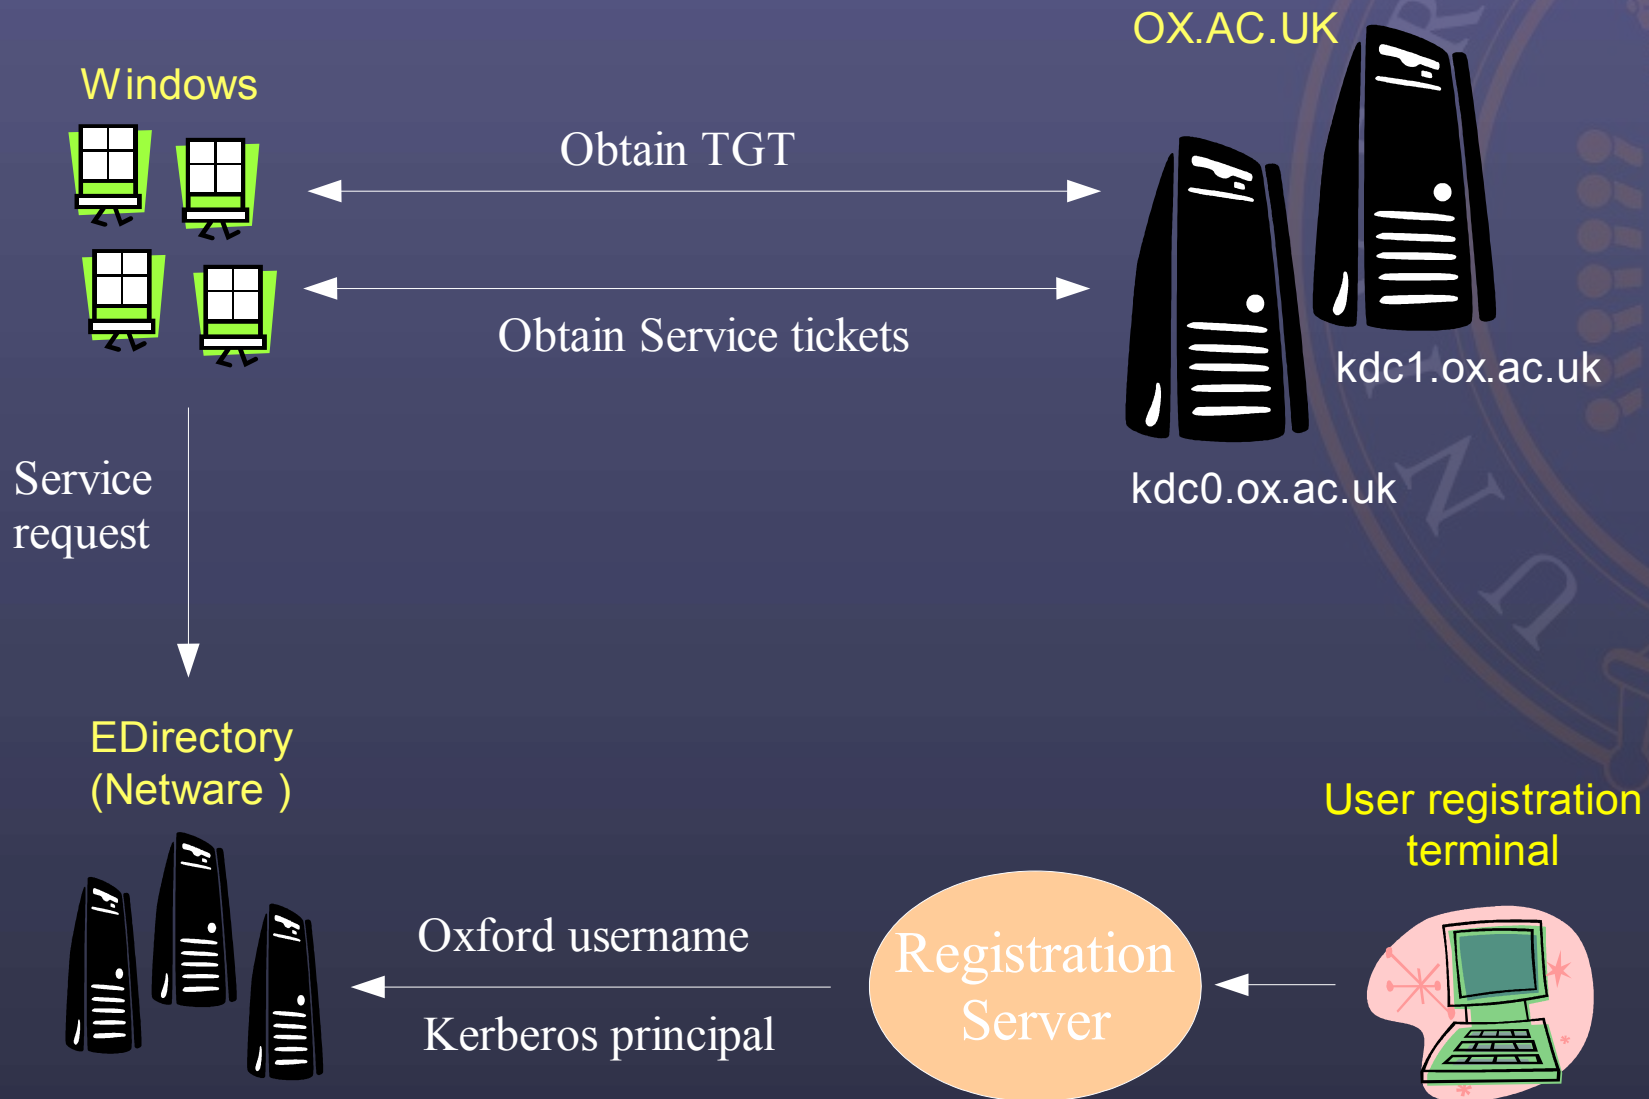 OX.AC.UK
Windows
Obtain TGT
Obtain Service tickets
kdc1.ox.ac.uk
kdc0.ox.ac.uk
Service
request
EDirectory
(Netware )
User registration
terminal
Oxford username
Kerberos principal
Registration
Server